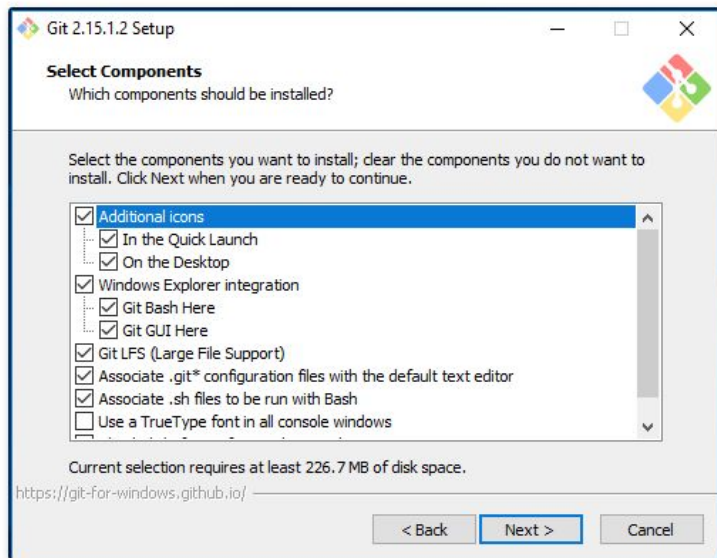 Git 2.15.1.2 Setup
Select Components
Which components should be installed?
Select the components you want to install; clear the components you do not want to
install. Click Next when you are ready to continue.
Additional icons
In the Quick Launch
On the Desktop
Windows Explorer integration
Git Bash Here
Git GUI Here
Git LFS (Large File Support)
Associate .git* configuration files with the default text editor
Associate .sh files to be run with Bash
Use a TrueType font in all console windows
Current selection requires at least 226.7 MB of disk space.
https://git-for-windows.github.io/
< Back
Next >
Cancel